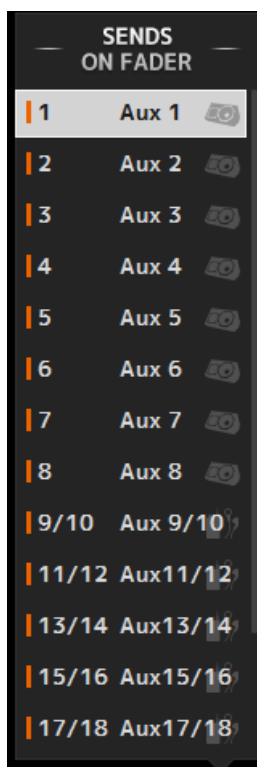 SENDS
ON FADER
1 Aux 1
2 Aux 2
3 Aux 3
4 Aux 4
5 Aux 5
6 Aux 6
7 Aux 7
8 Aux 8
9/10 Aux 9/10
11/12 Aux11/12
13/14 Aux13/14
15/16 Aux15/16
17/18 Aux17/18